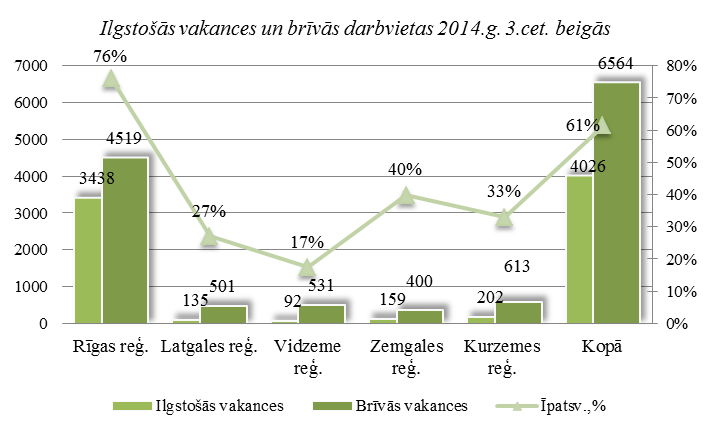 Ilgstošās vakances un brīvās darbvietas 2014.g. 3.cet. beigās
7000
6000
5000
4000
3000
2000
1000
0
80%
70%
60%
50%
40%
30%
20%
10%
0%
76%
27%
17%
40%
33%
61%
3438
4519
135
501
92
531
159
400
202
613
4026
6564
Rīgas reģ.
Latgales reģ.
Vidzeme
reģ.
Zemgales
reģ.
Kurzemes
reģ.
Kopā
Ilgstošās vakances
Brīvās vakances
Īpatsv.,%